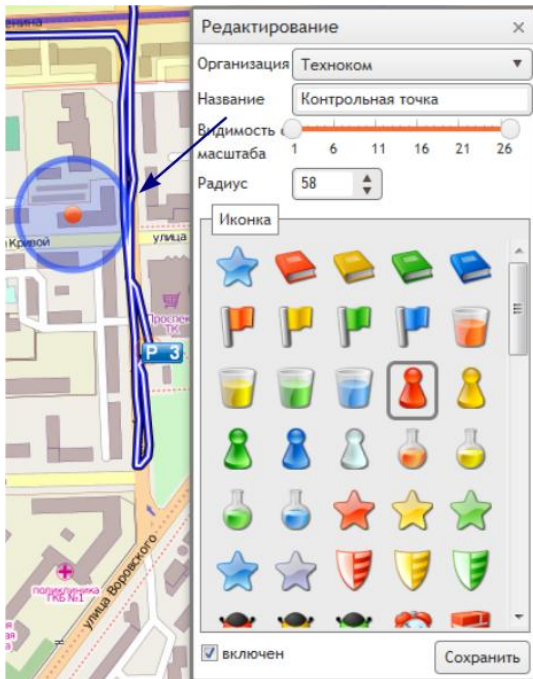 Редактирование
Организация Техноком
Название Контрольная точка
Видимость с
масштаба 1 6 11 16 21 26
Радиус 58
Иконка
включен
Сохранить
Кривой
улица
Проспек
ТК
P 3
улица Воровского
поликлиника
ГКБ №1